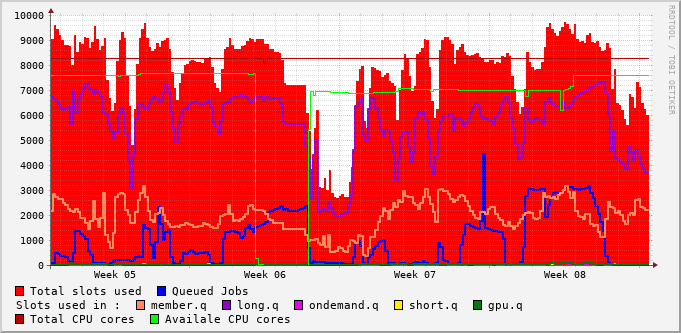 10000
9000
8000
7000
6000
5000
4000
3000
2000
1000
0
Week 05 Week 06 Week 07 Week 08
RRDTOOL / TOBI OETIKER
Total slots used Queued Jobs
Slots used in : member.q long.q ondemand.q short.q gpu.q
Total CPU cores Availale CPU cores